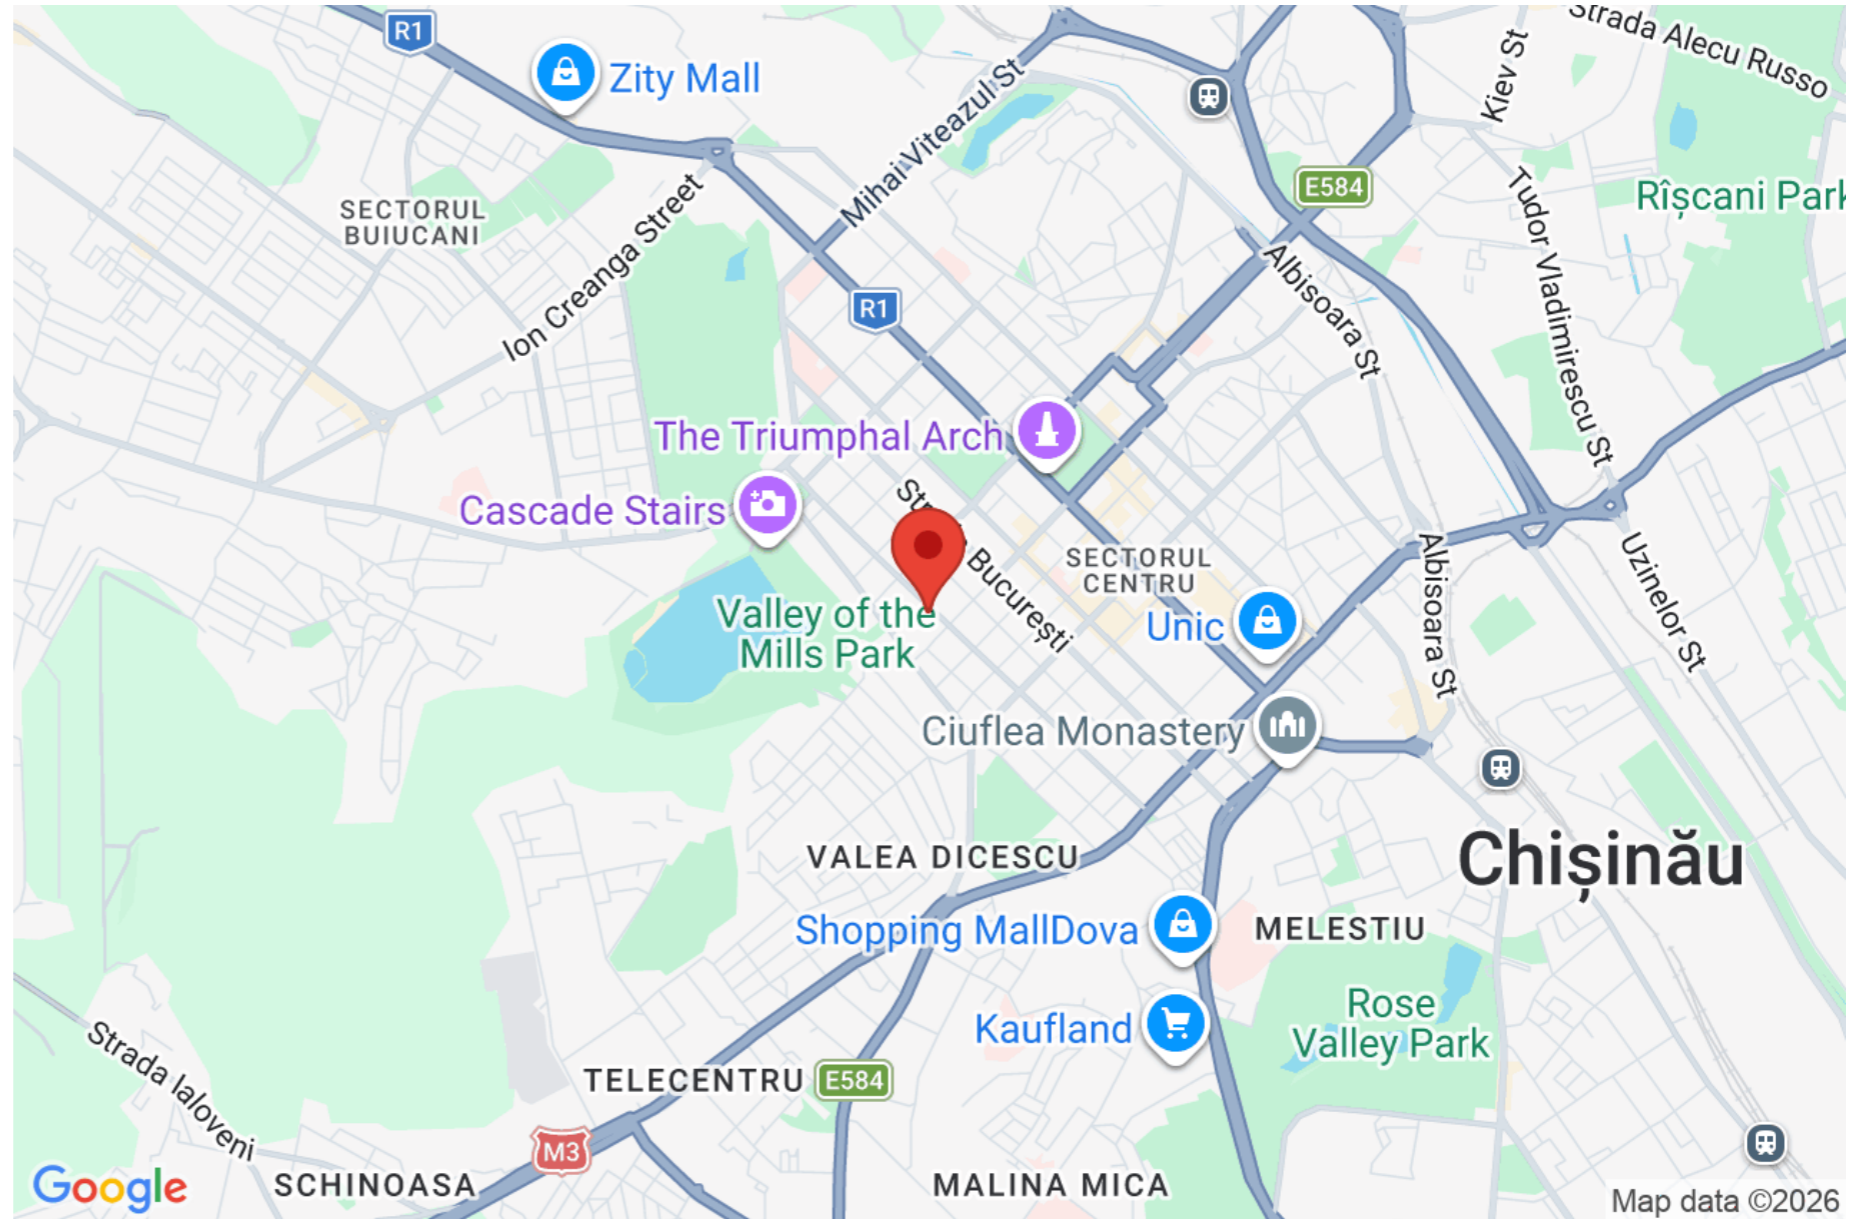 R1
Zity Mall
Strada Alecu Russo
Kiev St
Mihai Viteazul St
E584
Rîșcani Park
SECTORUL
BUIUCANI
Ion Creanga Street
Tudor Vladimirescu St
Albisoara St
R1
The Triumphal Arch
Cascade Stairs
București
SECTORUL
CENTRU
Albisoara St
Uzinelor St
Valley of the
Mills Park
Unic
Ciuflea Monastery
VALEA DICESCU
Chișinău
Shopping MallDova
MELESTIU
Rose
Valley Park
Kaufland
Strada Ialoveni
TELECENTRU
E584
M3
SCHINOASA
MALINA MICA
Google
Map data ©2026